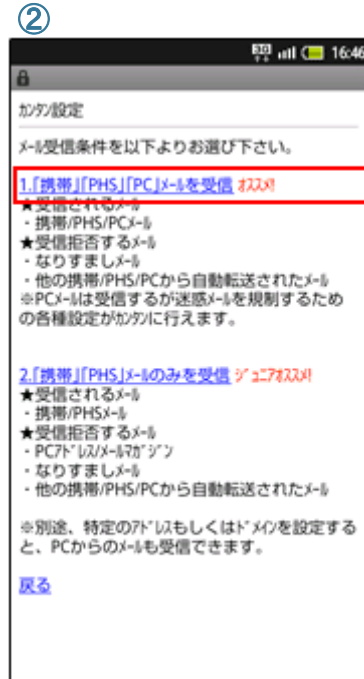 ②
3G 16:46
ｶﾝﾀﾝ設定
ﾒｰﾙ受信条件を以下よりお選び下さい。
1.｢携帯｣｢PHS｣｢PC｣ﾒｰﾙを受信 ｵｽｽﾒ!
★受信されるﾒｰﾙ
・携帯/PHS/PCﾒｰﾙ
★受信拒否するﾒｰﾙ
・なりすましﾒｰﾙ
・他の携帯/PHS/PCから自動転送されたﾒｰﾙ
※PCﾒｰﾙは受信するが迷惑ﾒｰﾙを規制するため
の各種設定がｶﾝﾀﾝに行えます。
2.｢携帯｣｢PHS｣ﾒｰﾙのみを受信 ｼﾞｭﾆｱｵｽｽﾒ!
★受信されるﾒｰﾙ
・携帯/PHSﾒｰﾙ
★受信拒否するﾒｰﾙ
・PCｱﾄﾞﾚｽ/ﾒｰﾙﾏｶﾞｼﾞﾝ
・なりすましﾒｰﾙ
・他の携帯/PHS/PCから自動転送されたﾒｰﾙ
※別途、特定のｱﾄﾞﾚｽもしくはﾄﾞﾒｲﾝを設定する
と、PCからのﾒｰﾙも受信できます。
戻る